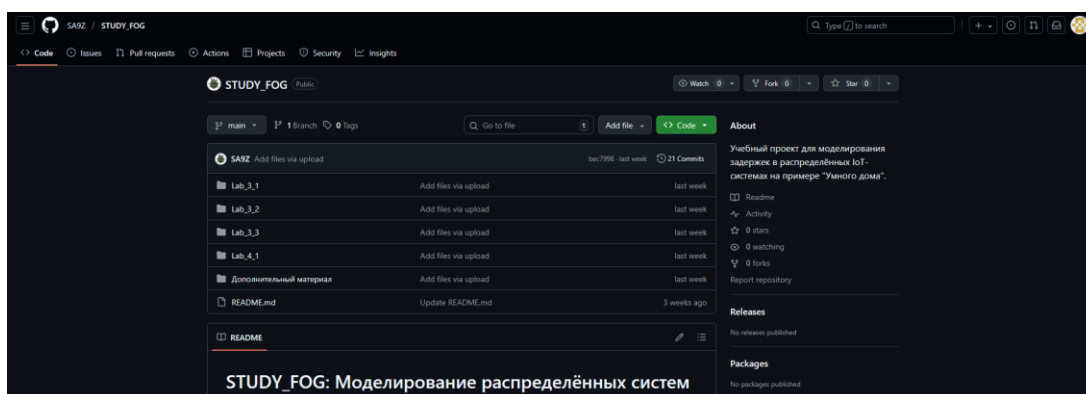 SA9Z / STUDY_FOG
Type / to search
Code Issues Pull requests Actions Projects Security Insights
STUDY_FOG Public
Watch 0 Fork 0 Star 0
main 1 Branch 0 Tags
Go to file t
Add file Code
About
SA9Z Add files via upload
bec7998 · last week 21 Commits
Lab_3_1 Add files via upload last week
Lab_3_2 Add files via upload last week
Lab_3_3 Add files via upload last week
Lab_4_1 Add files via upload last week
Дополнительный материал Add files via upload last week
README.md Update README.md 3 weeks ago
README
STUDY_FOG: Моделирование распределённых систем
Учебный проект для моделирования
задержек в распределённых IoT-
системах на примере "Умного дома".
Readme
Activity
0 stars
0 watching
0 forks
Report repository
Releases
No releases published
Packages
No packages published